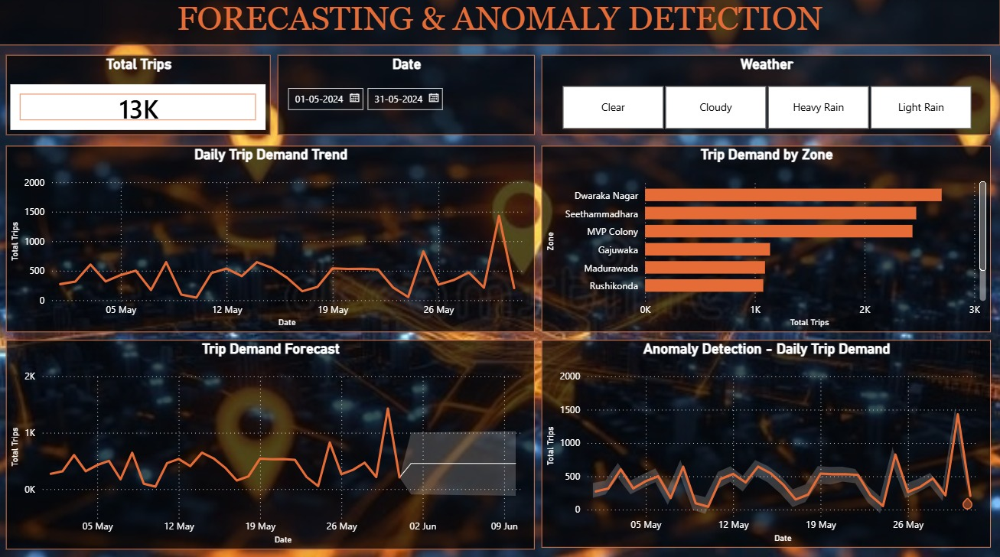 FORECASTING & ANOMALY DETECTION
Total Trips
13K
Date
01-05-2024
31-05-2024
Weather
Clear
Cloudy
Heavy Rain
Light Rain
Daily Trip Demand Trend
Total Trips
2000
1500
1000
500
0
05 May
12 May
19 May
26 May
Date
Trip Demand by Zone
Zone
Dwaraka Nagar
Seethammadhara
MVP Colony
Gajuwaka
Madurawada
Rushikonda
0K
1K
2K
3K
Total Trips
Trip Demand Forecast
Total Trips
2K
1K
0K
05 May
12 May
19 May
26 May
02 Jun
09 Jun
Date
Anomaly Detection - Daily Trip Demand
Total Trips
2000
1500
1000
500
0
05 May
12 May
19 May
26 May
Date